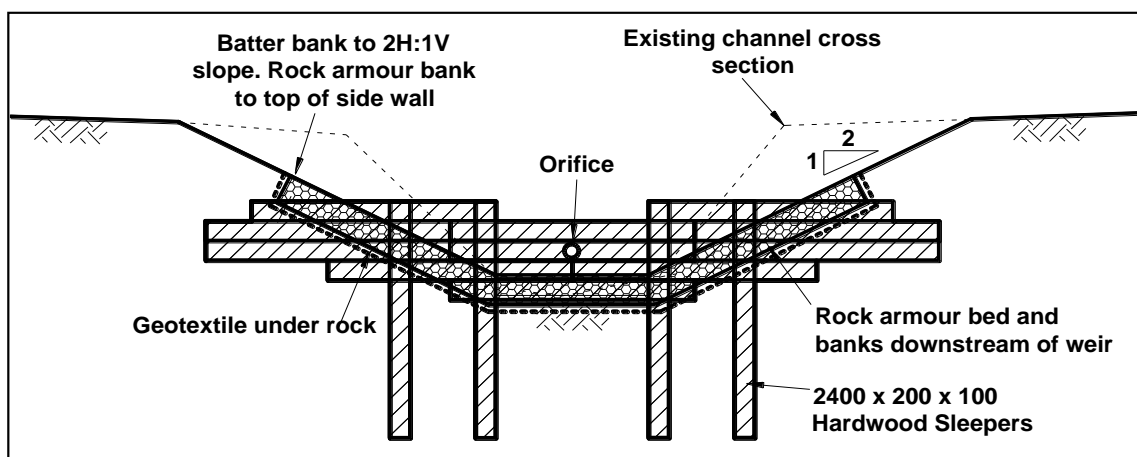 Batter bank to 2H:1V
slope. Rock armour bank
to top of side wall
Existing channel cross
section
2
1
Orifice
Geotextile under rock
Rock armour bed and
banks downstream of weir
2400 x 200 x 100
Hardwood Sleepers